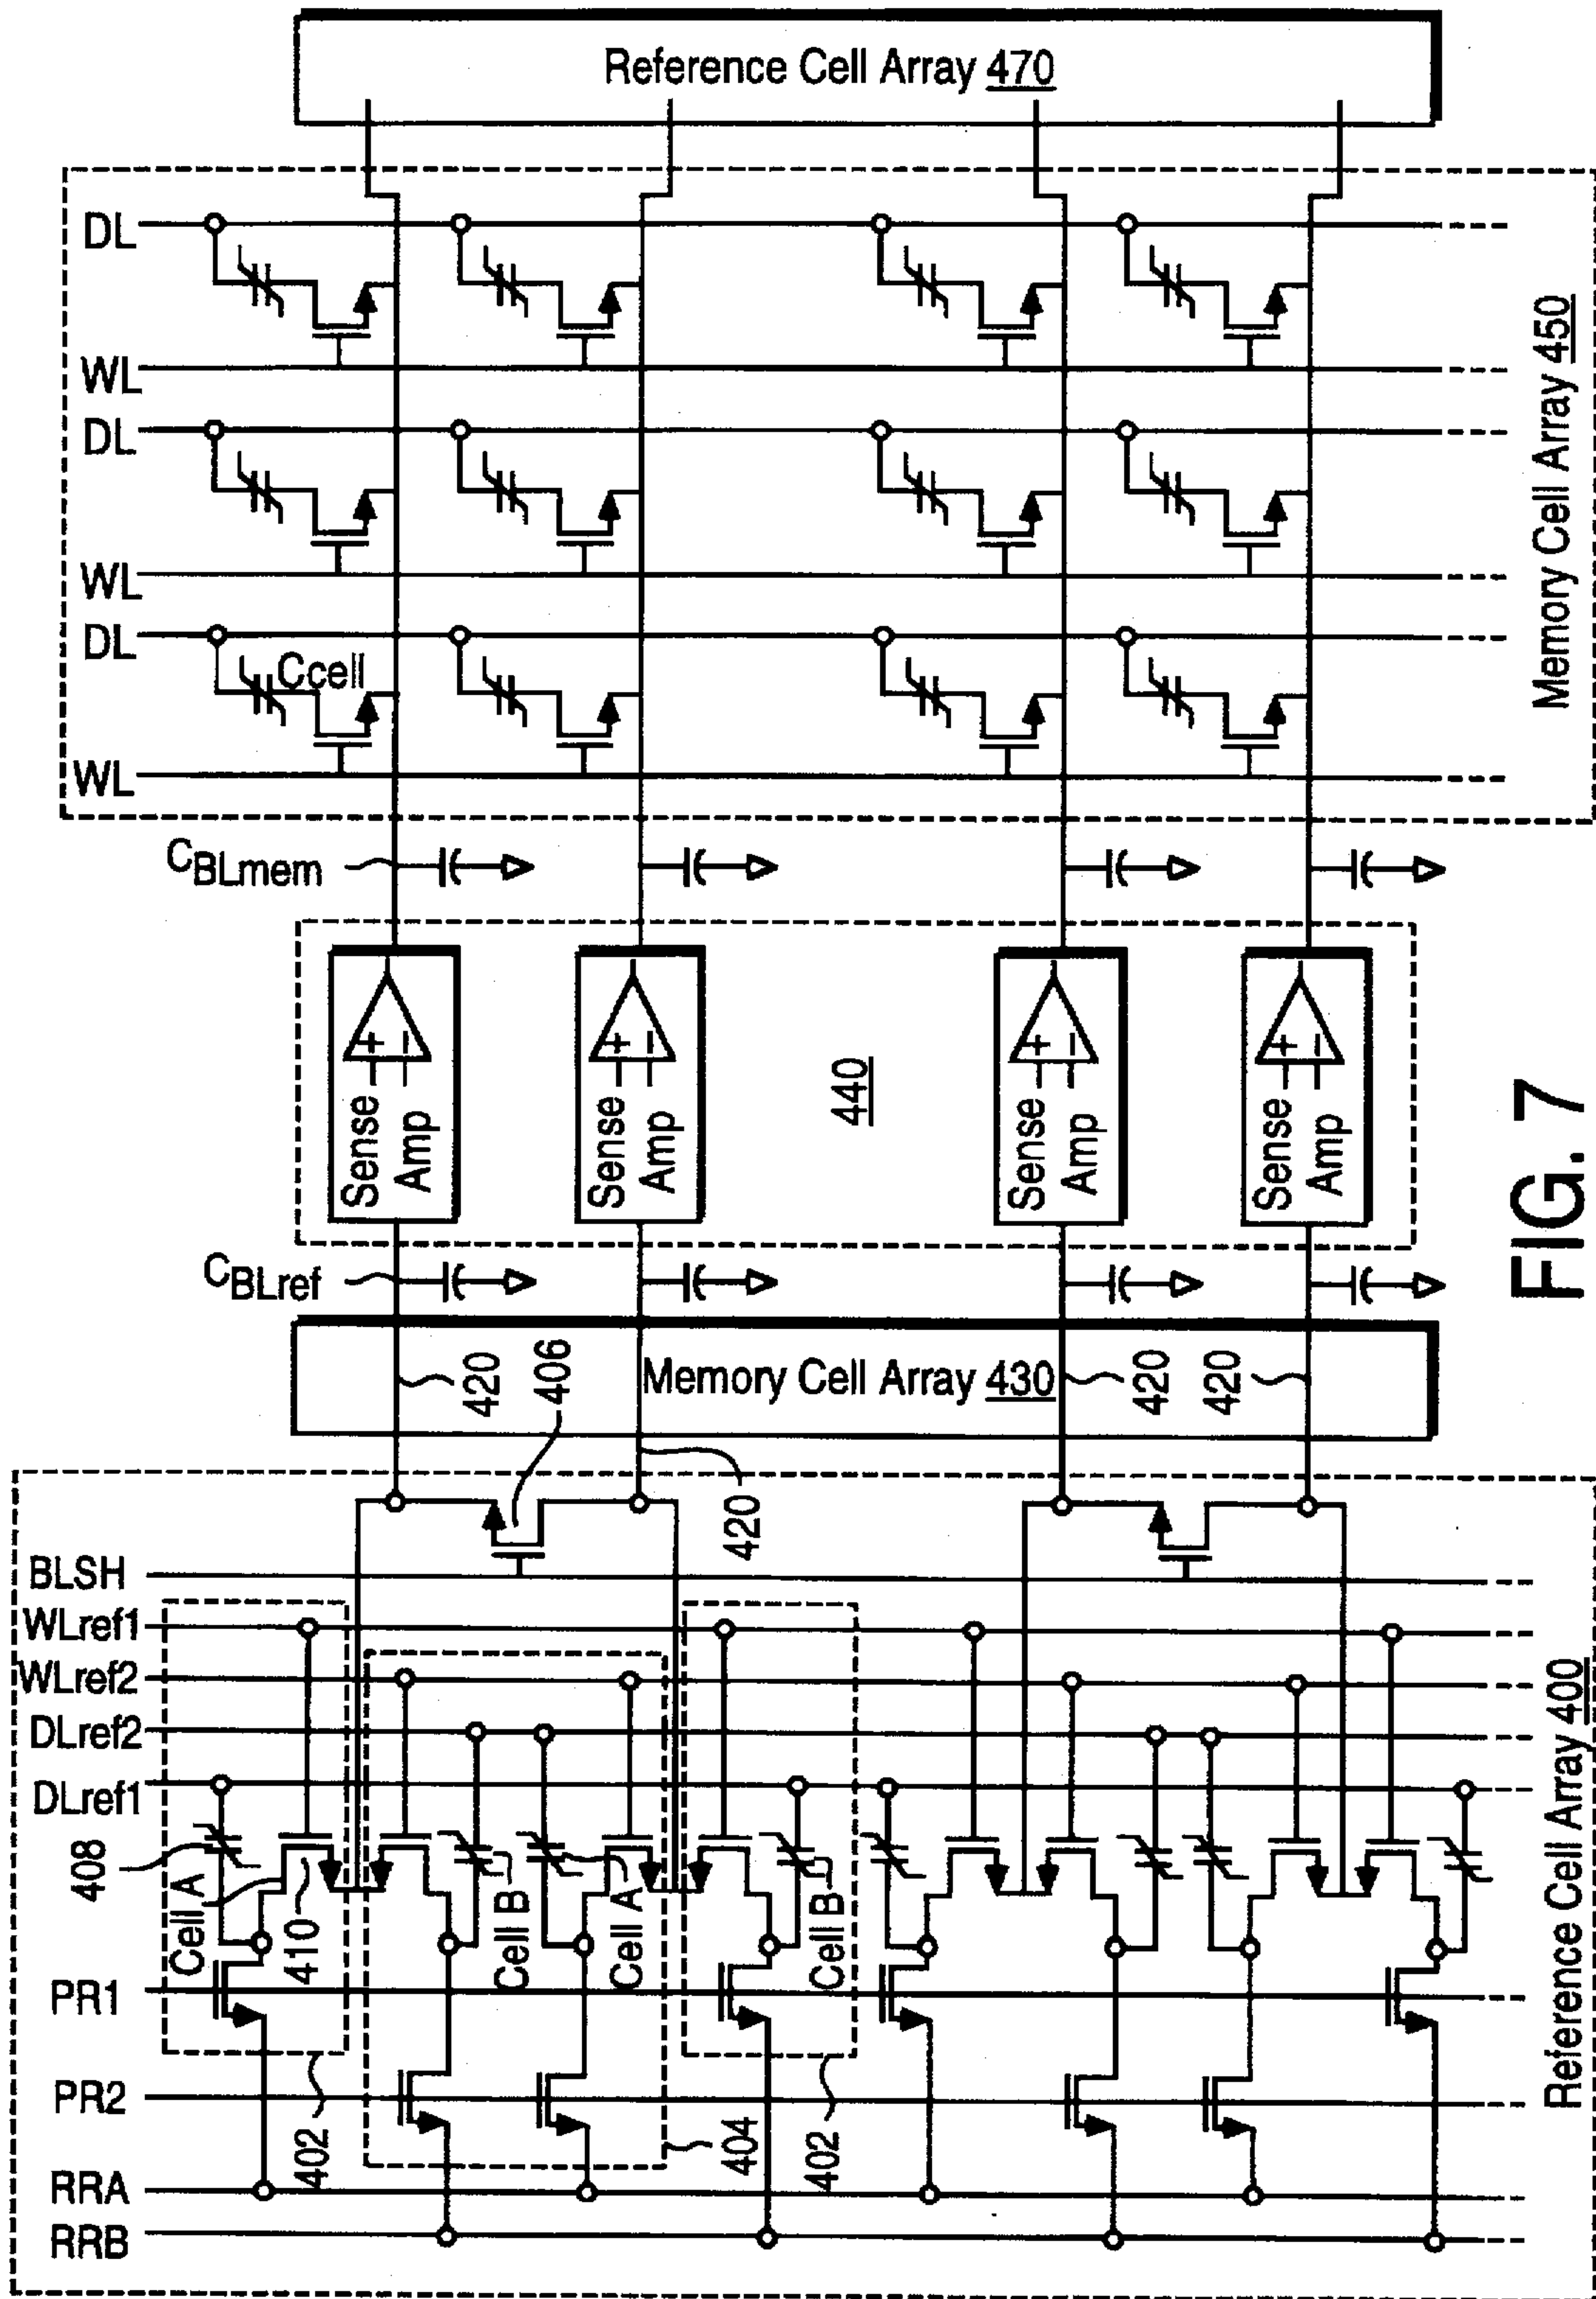 Reference Cell Array 470
DL
WL
DL
WL
DL
Ccell
WL
Memory Cell Array 450
CBLmem
Sense Amp
+
−
Sense Amp
+
−
440
Sense Amp
+
−
Sense Amp
+
−
CBLref
FIG. 7
Memory Cell Array 430
420
406
420
420
420
BLSH
WLref1
WLref2
DLref2
DLref1
408
Cell A
410
Cell B
Cell A
Cell B
PR1
PR2
402
404
402
RRA
RRB
Reference Cell Array 400